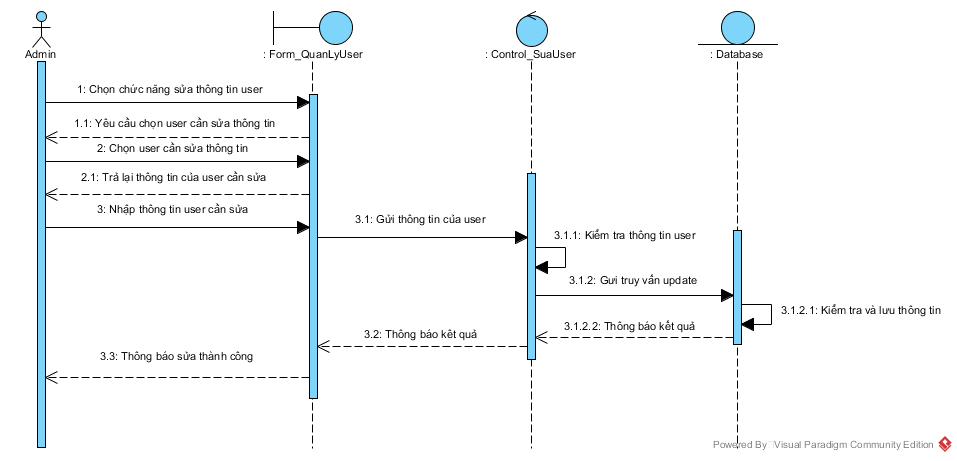 Admin
: Form_QuanLyUser
: Control_SuaUser
: Database
1: Chọn chức năng sửa thông tin user
1.1: Yêu cầu chọn user cần sửa thông tin
2: Chọn user cần sửa thông tin
2.1: Trả lại thông tin của user cần sửa
3: Nhập thông tin user cần sửa
3.1: Gửi thông tin của user
3.1.1: Kiểm tra thông tin user
3.1.2: Gưi truy vấn update
3.1.2.1: Kiểm tra và lưu thông tin
3.1.2.2: Thông báo kết quả
3.2: Thông báo kết quả
3.3: Thông báo sửa thành công
Powered By Visual Paradigm Community Edition